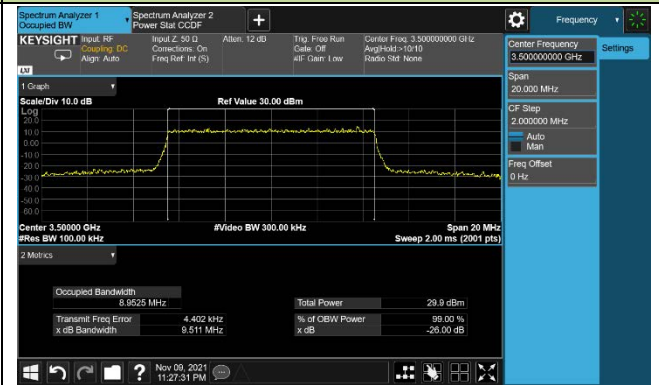 Spectrum Analyzer 1
Occupied BW
Spectrum Analyzer 2
Power Stat CCDF
Frequency
KEYSIGHT
Input: RF
Coupling: DC
Align: Auto
Input Z: 50 Ω
Corrections: On
Freq Ref: Int (S)
Atten: 12 dB
Trig: Free Run
Gate: Off
#IF Gain: Low
Center Freq: 3.500000000 GHz
Avg|Hold:>10/10
Radio Std: None
LXI
Center Frequency
3.500000000 GHz
Settings
Span
20.000 MHz
CF Step
2.000000 MHz
Auto
Man
Freq Offset
0 Hz
1 Graph
Scale/Div 10.0 dB
Ref Value 30.00 dBm
Log
20.0
10.0
0.00
-10.0
-20.0
-30.0
-40.0
-50.0
-60.0
Center 3.50000 GHz
#Video BW 300.00 kHz
Span 20 MHz
#Res BW 100.00 kHz
Sweep 2.00 ms (2001 pts)
2 Metrics
Occupied Bandwidth
8.9525 MHz
Total Power
29.9 dBm
Transmit Freq Error
4.402 kHz
% of OBW Power
99.00 %
x dB Bandwidth
9.511 MHz
x dB
-26.00 dB
?
Nov 09, 2021
11:27:31 PM